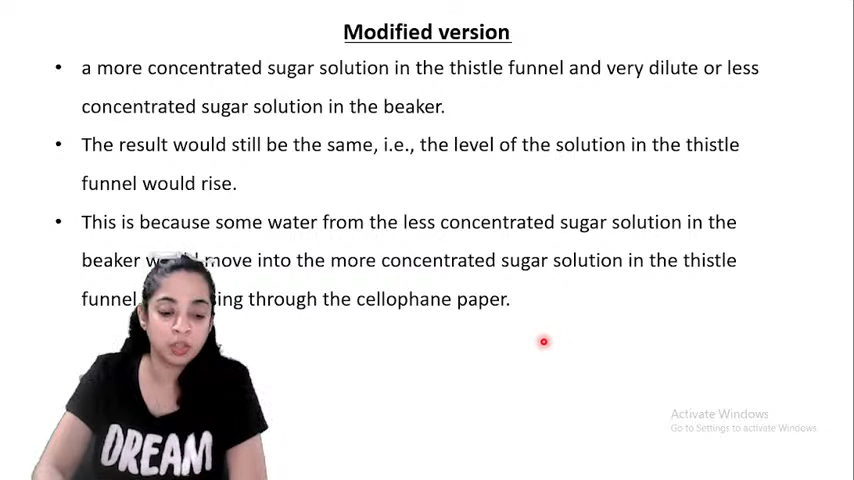 Modified version
• a more concentrated sugar solution in the thistle funnel and very dilute or less
concentrated sugar solution in the beaker.
• The result would still be the same, i.e., the level of the solution in the thistle
funnel would rise.
• This is because some water from the less concentrated sugar solution in the
beaker move into the more concentrated sugar solution in the thistle
funnel through the cellophane paper.
Activate Windows
Go to Settings to activate Windows.
DREAM